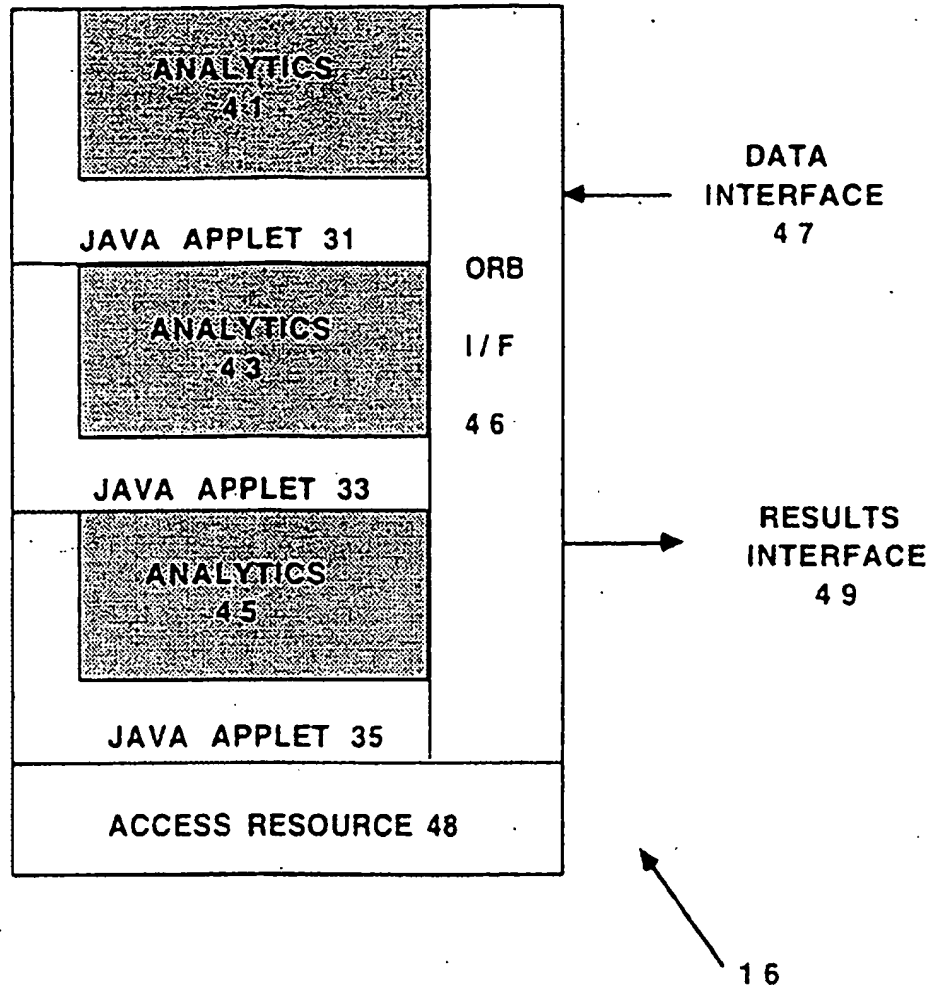 ANALYTICS
41
JAVA APPLET 31
ANALYTICS
43
JAVA APPLET 33
ANALYTICS
45
JAVA APPLET 35
ACCESS RESOURCE 48
ORB
I/F
46
DATA
INTERFACE
47
RESULTS
INTERFACE
49
16